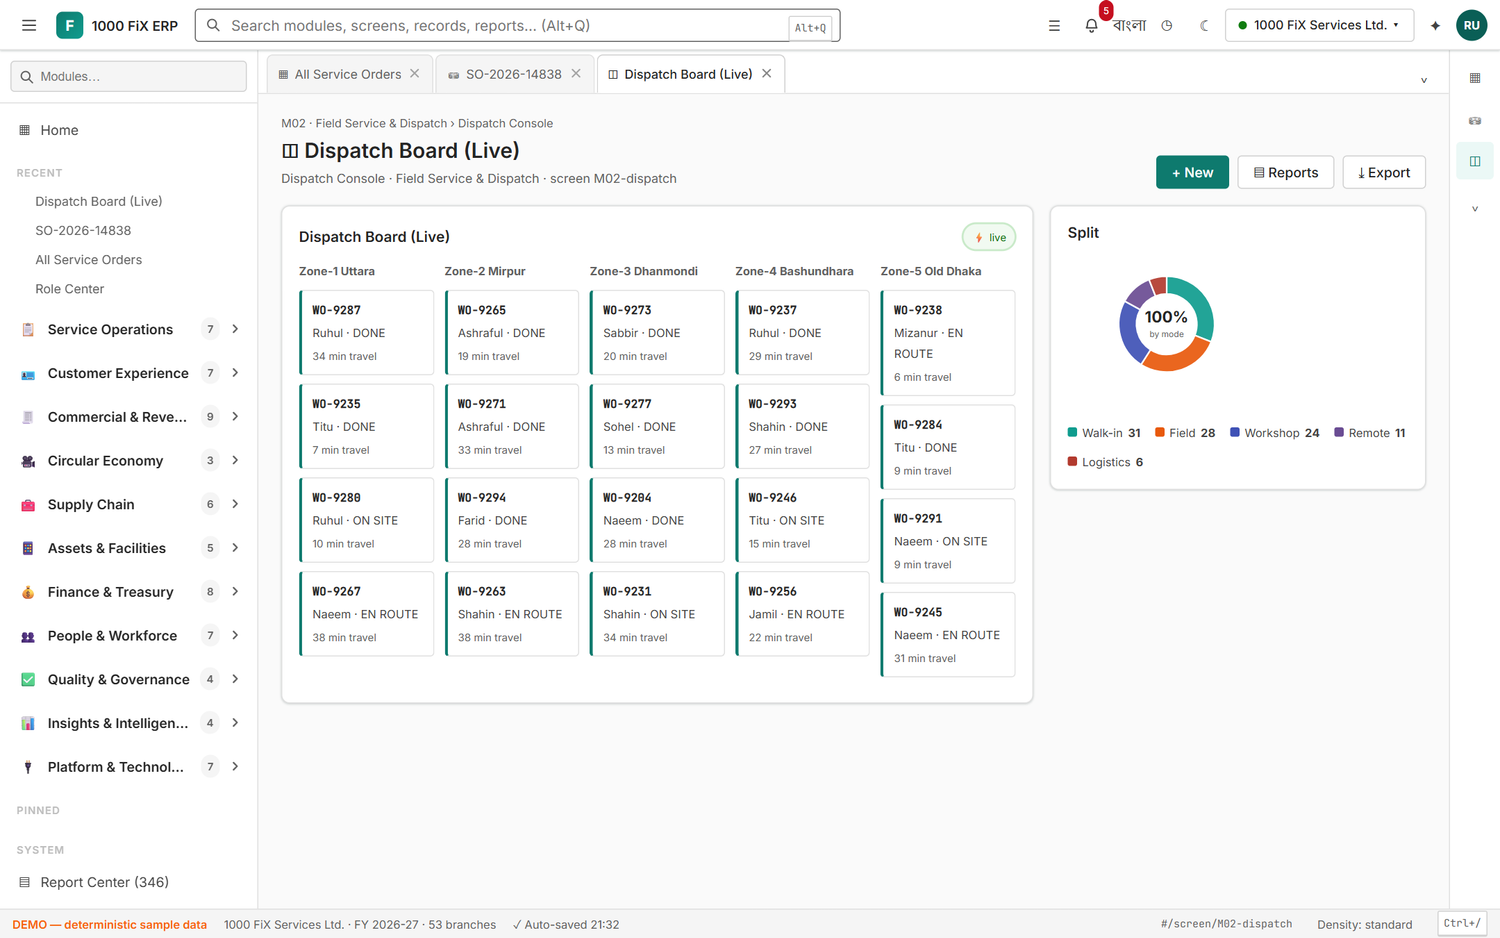 F 1000 FiX ERP
Search modules, screens, records, reports... (Alt+Q) Alt+Q
5
বাংলা
1000 FiX Services Ltd.
RU
Modules...
Home
RECENT
Dispatch Board (Live)
SO-2026-14838
All Service Orders
Role Center
Service Operations 7
Customer Experience 7
Commercial & Reve... 9
Circular Economy 3
Supply Chain 6
Assets & Facilities 5
Finance & Treasury 8
People & Workforce 7
Quality & Governance 4
Insights & Intelligen... 4
Platform & Technol... 7
PINNED
SYSTEM
Report Center (346)
All Service Orders
SO-2026-14838
Dispatch Board (Live)
M02 · Field Service & Dispatch › Dispatch Console
Dispatch Board (Live)
Dispatch Console · Field Service & Dispatch · screen M02-dispatch
+ New
Reports
Export
Dispatch Board (Live)
live
Zone-1 Uttara
WO-9287
Ruhul · DONE
34 min travel
WO-9235
Titu · DONE
7 min travel
WO-9280
Ruhul · ON SITE
10 min travel
WO-9267
Naeem · EN ROUTE
38 min travel
Zone-2 Mirpur
WO-9265
Ashraful · DONE
19 min travel
WO-9271
Ashraful · DONE
33 min travel
WO-9294
Farid · DONE
28 min travel
WO-9263
Shahin · EN ROUTE
38 min travel
Zone-3 Dhanmondi
WO-9273
Sabbir · DONE
20 min travel
WO-9277
Sohel · DONE
13 min travel
WO-9204
Naeem · DONE
28 min travel
WO-9231
Shahin · ON SITE
34 min travel
Zone-4 Bashundhara
WO-9237
Ruhul · DONE
29 min travel
WO-9293
Shahin · DONE
27 min travel
WO-9246
Titu · ON SITE
15 min travel
WO-9256
Jamil · EN ROUTE
22 min travel
Zone-5 Old Dhaka
WO-9238
Mizanur · EN
ROUTE
6 min travel
WO-9284
Titu · DONE
9 min travel
WO-9291
Naeem · ON SITE
9 min travel
WO-9245
Naeem · EN ROUTE
31 min travel
Split
100%
by mode
Walk-in 31 Field 28 Workshop 24 Remote 11
Logistics 6
DEMO — deterministic sample data 1000 FiX Services Ltd. · FY 2026-27 · 53 branches ✓ Auto-saved 21:32 #/screen/M02-dispatch Density: standard Ctrl+/